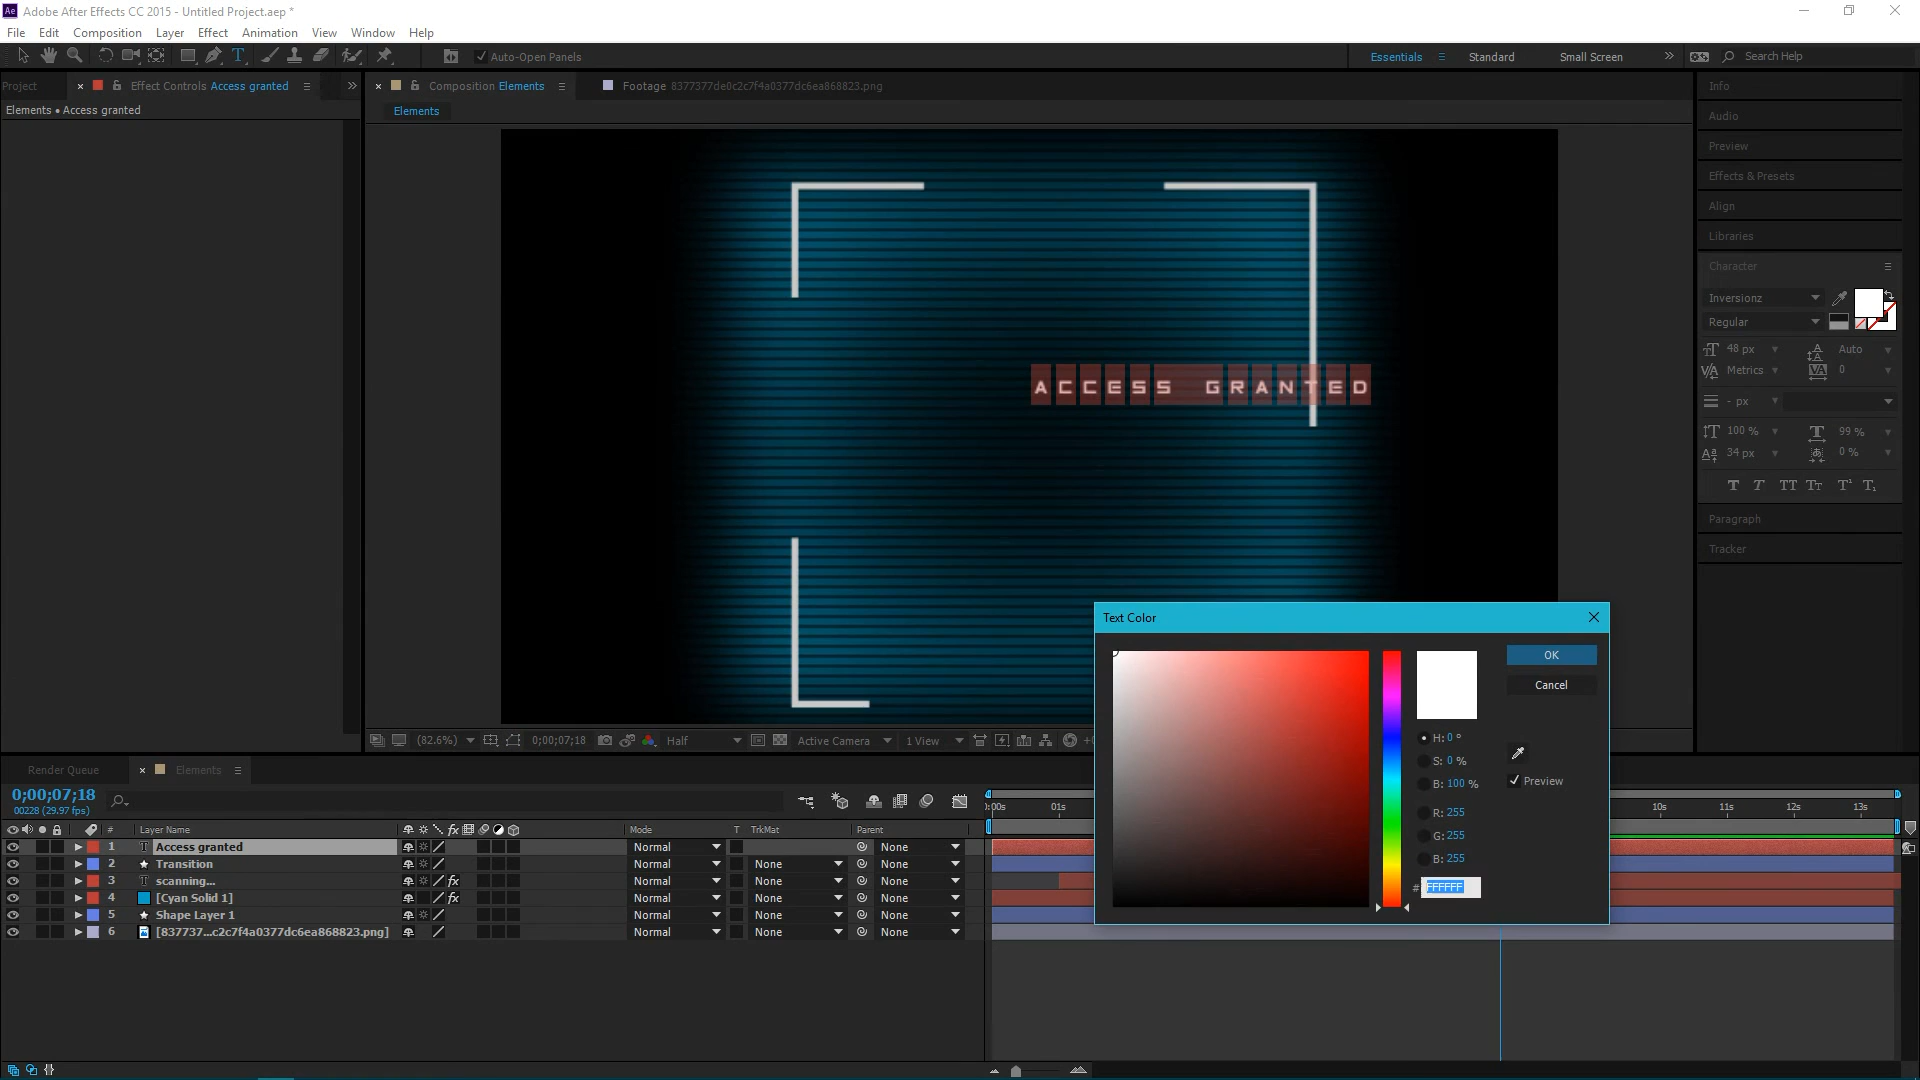 Ae Adobe After Effects CC 2015 - Untitled Project.aep *
File Edit Composition Layer Effect Animation View Window Help
Auto-Open Panels Essentials Standard Small Screen Search Help
Project Effect Controls Access granted Composition Elements Footage 8377377de0c2c7f4a0377dc6ea868823.png
Elements • Access granted
Elements
Info
Audio
Preview
Effects & Presets
Align
Libraries
Character
Inversionz
Regular
48 px Auto
Metrics 0
- px
100 % 99 %
34 px 0 %
Paragraph
Tracker
ACCESS GRANTED
Text Color
OK
Cancel
H: 0 °
S: 0 %
B: 100 %
Preview
R: 255
G: 255
B: 255
# FFFFFF
(82.6%) 0;00;07;18 Half Active Camera 1 View
Render Queue Elements
0;00;07;18
00228 (29.97 fps)
01s 10s 11s 12s 13s
# Layer Name Mode T TrkMat Parent
1 Access granted Normal None
2 Transition Normal None None
3 scanning... Normal None None
4 [Cyan Solid 1] Normal None None
5 Shape Layer 1 Normal None None
6 [837737...c2c7f4a0377dc6ea868823.png] Normal None None